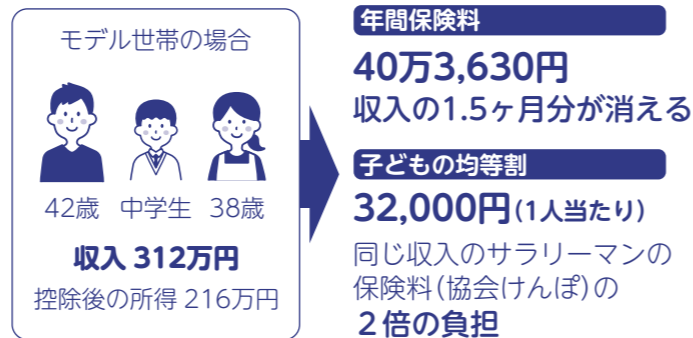 モデル世帯の場合
42歳 中学生 38歳
収入 312万円
控除後の所得 216万円
年間保険料
40万3,630円
収入の1.5ヶ月分が消える
子どもの均等割
32,000円(1人当たり)
同じ収入のサラリーマンの
保険料(協会けんぽ)の
2倍の負担